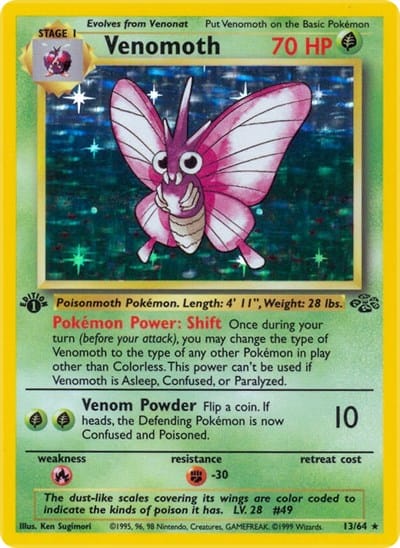 Evolves from Venonat Put Venomoth on the Basic Pokémon
STAGE 1
Venomoth 70 HP
EDITION
1
Poisonmoth Pokémon. Length: 4' 11", Weight: 28 lbs.
Pokémon Power: Shift Once during your
turn (before your attack), you may change the type of
Venomoth to the type of any other Pokémon in play
other than Colorless. This power can't be used if
Venomoth is Asleep, Confused, or Paralyzed.
Venom Powder Flip a coin. If
heads, the Defending Pokémon is now
Confused and Poisoned.
10
weakness resistance retreat cost
-30
The dust-like scales covering its wings are color coded to
indicate the kinds of poison it has. LV. 28 #49
Illus. Ken Sugimori ©1995, 96, 98 Nintendo, Creatures, GAMEFREAK. ©1999 Wizards. 13/64 ★